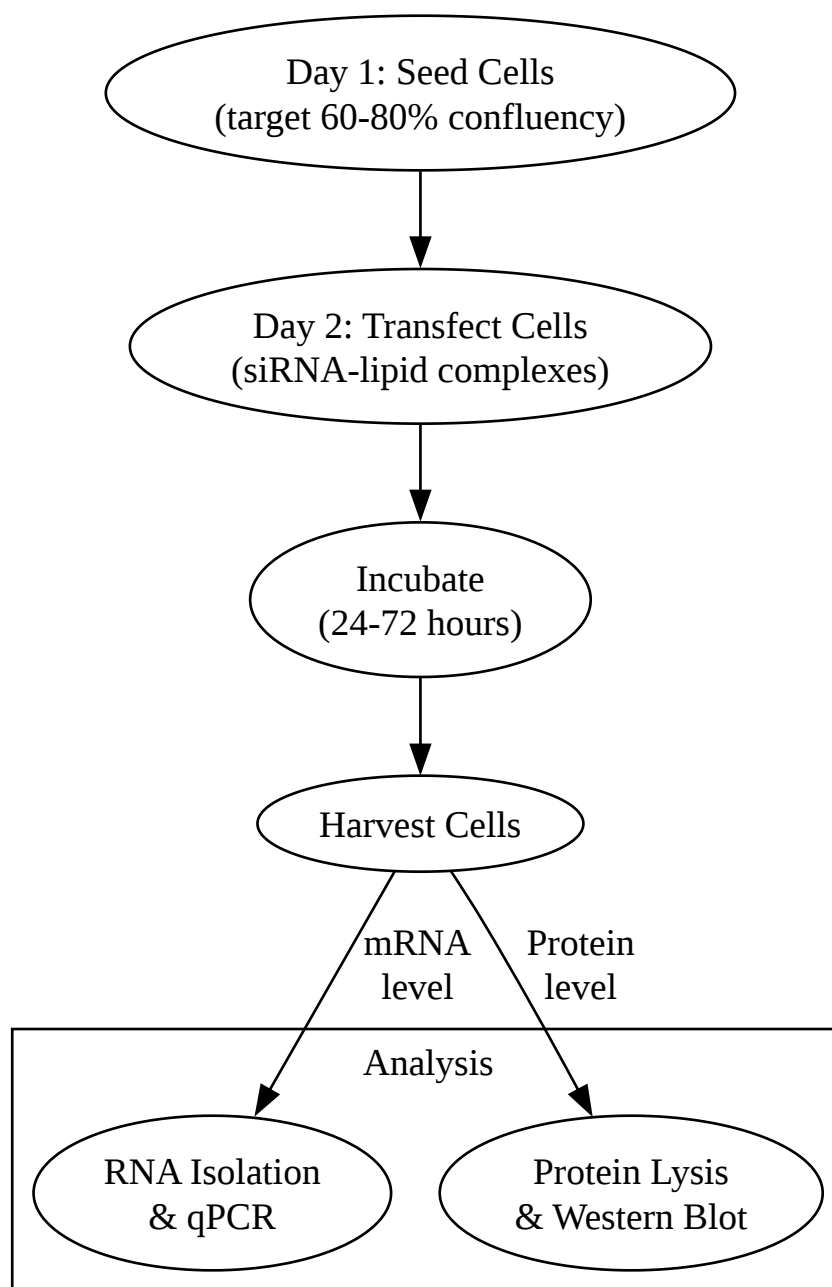 Day 1: Seed Cells
(target 60-80% confluency)
Day 2: Transfect Cells
(siRNA-lipid complexes)
Incubate
(24-72 hours)
Harvest Cells
mRNA
level
Protein
level
Analysis
RNA Isolation
& qPCR
Protein Lysis
& Western Blot